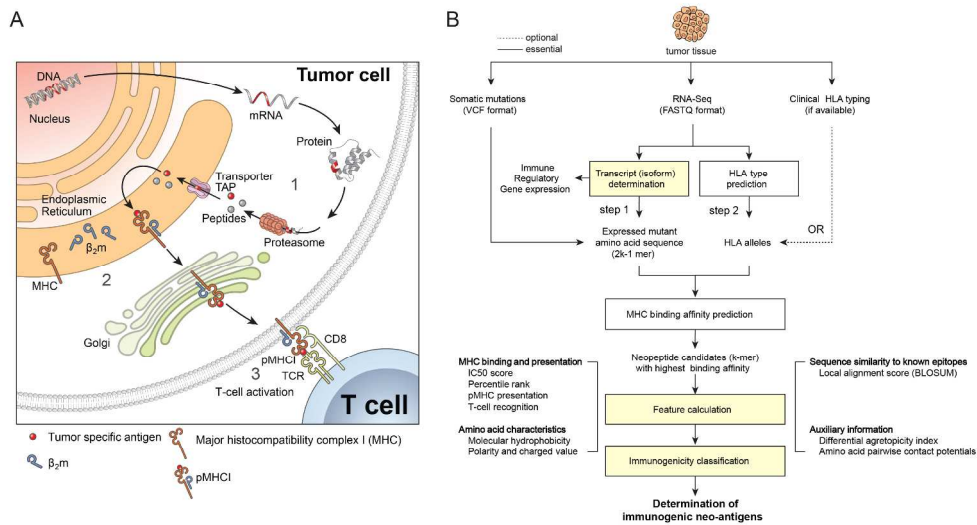 A
Tumor cell
DNA
Nucleus
mRNA
Protein
1
Transporter
TAP
Peptides
Proteasome
Endoplasmic
Reticulum
β2m
MHC
2
Golgi
pMHCI
CD8
TCR
3
T-cell activation
T cell
Tumor specific antigen
β2m
Major histocompatibility complex I (MHC)
pMHCI
B
optional
essential
tumor tissue
Somatic mutations
(VCF format)
RNA-Seq
(FASTQ format)
Clinical HLA typing
(if available)
Immune
Regulatory
Gene expression
Transcript (isoform)
determination
HLA type
prediction
step 1
step 2
OR
Expressed mutant
amino acid sequence
(2k-1 mer)
HLA alleles
MHC binding affinity prediction
Neopeptide candidates (k-mer)
with highest binding affinity
MHC binding and presentation
IC50 score
Percentile rank
pMHC presentation
T-cell recognition
Sequence similarity to known epitopes
Local alignment score (BLOSUM)
Feature calculation
Amino acid characteristics
Molecular hydrophobicity
Polarity and charged value
Auxiliary information
Differential agretopicity index
Amino acid pairwise contact potentials
Immunogenicity classification
Determination of
immunogenic neo-antigens